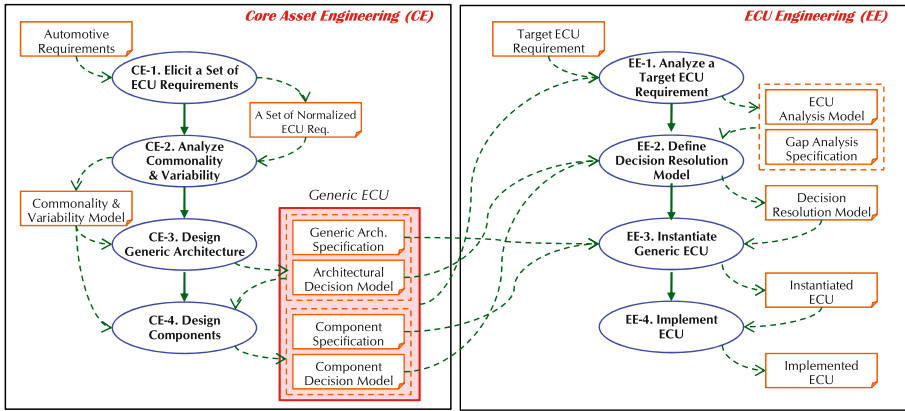 Core Asset Engineering (CE)
Automotive
Requirements
CE-1. Elicit a Set of
ECU Requirements
A Set of Normalized
ECU Req.
CE-2. Analyze
Commonality
& Variability
Commonality &
Variability Model
CE-3. Design
Generic Architecture
CE-4. Design
Components
Generic ECU
Generic Arch.
Specification
Architectural
Decision Model
Component
Specification
Component
Decision Model
ECU Engineering (EE)
Target ECU
Requirement
EE-1. Analyze a
Target ECU
Requirement
ECU
Analysis Model
Gap Analysis
Specification
EE-2. Define
Decision Resolution
Model
Decision
Resolution Model
EE-3. Instantiate
Generic ECU
Instantiated
ECU
EE-4. Implement
ECU
Implemented
ECU